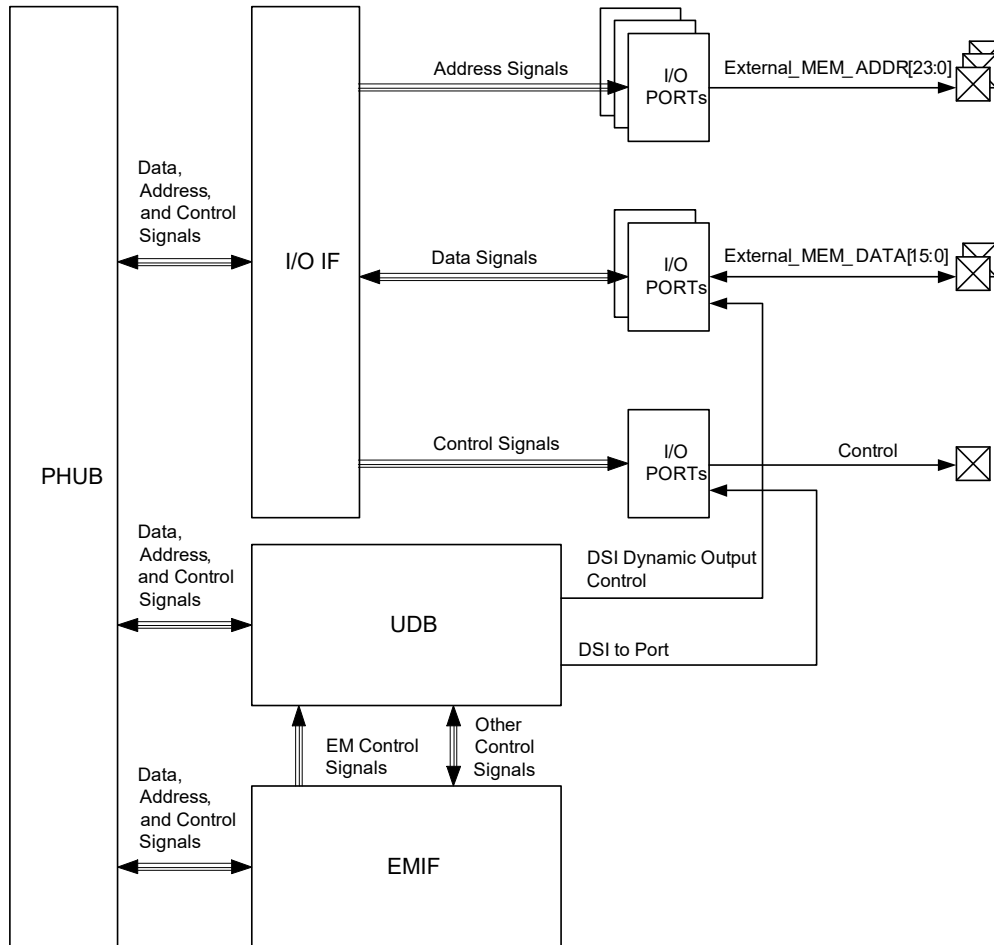 Address Signals
I/O
PORTs
External_MEM_ADDR[23:0]
Data,
Address,
and Control
Signals
I/O IF
Data Signals
I/O
PORTs
External_MEM_DATA[15:0]
Control Signals
I/O
PORTs
Control
PHUB
Data,
Address,
and Control
Signals
UDB
DSI Dynamic Output
Control
DSI to Port
EM Control
Signals
Other
Control
Signals
Data,
Address,
and Control
Signals
EMIF